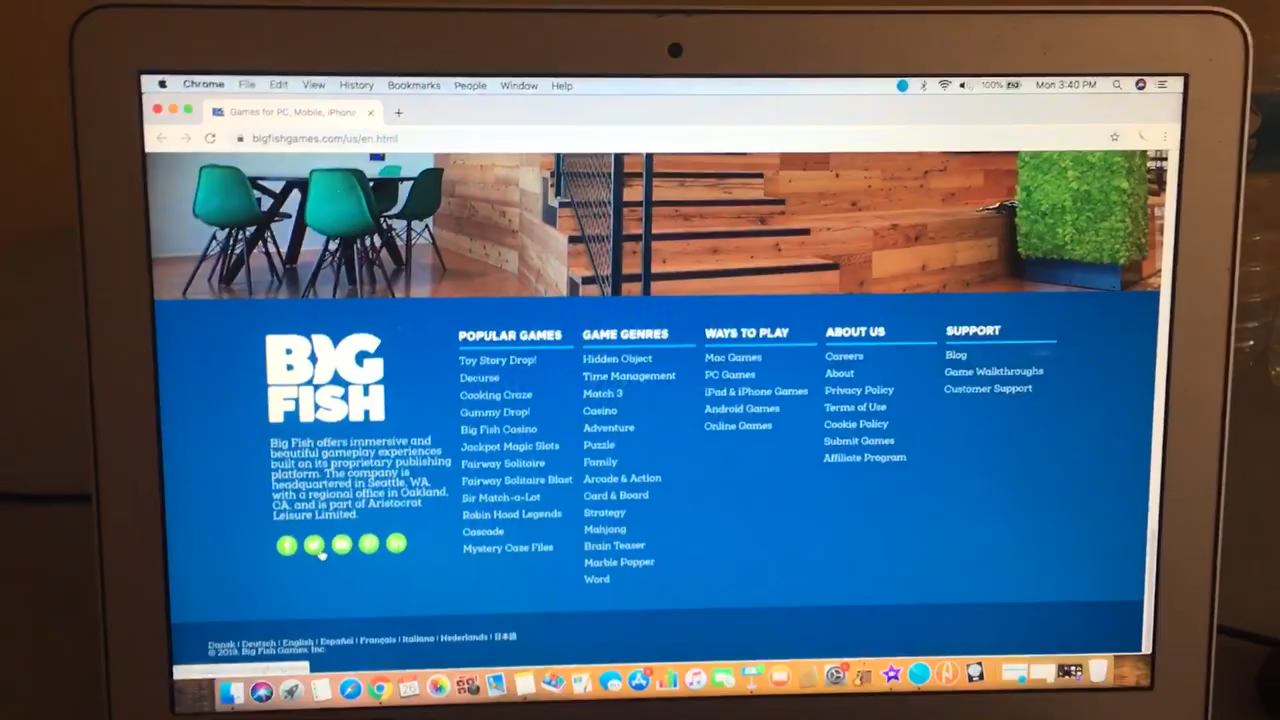 Chrome File Edit View History Bookmarks People Window Help 100% Mon 3:40 PM
Games for PC, Mobile, iPhone
bigfishgames.com/us/en.html
BIG
FISH
Big Fish offers immersive and
beautiful gameplay experiences
built on its proprietary publishing
platform. The company is
headquartered in Seattle, WA,
with a regional office in Oakland,
CA, and is part of Aristocrat
Leisure Limited.
POPULAR GAMES
Toy Story Drop!
Decurse
Cooking Craze
Gummy Drop!
Big Fish Casino
Jackpot Magic Slots
Fairway Solitaire
Fairway Solitaire Blast
Sir Match-a-Lot
Robin Hood Legends
Cascade
Mystery Case Files
GAME GENRES
Hidden Object
Time Management
Match 3
Casino
Adventure
Puzzle
Family
Arcade & Action
Card & Board
Strategy
Mahjong
Brain Teaser
Marble Popper
Word
WAYS TO PLAY
Mac Games
PC Games
iPad & iPhone Games
Android Games
Online Games
ABOUT US
Careers
About
Privacy Policy
Terms of Use
Cookie Policy
Submit Games
Affiliate Program
SUPPORT
Blog
Game Walkthroughs
Customer Support
Dansk | Deutsch | English | Español | Français | Italiano | Nederlands | 日本語
© 2019, Big Fish Games, Inc.
26